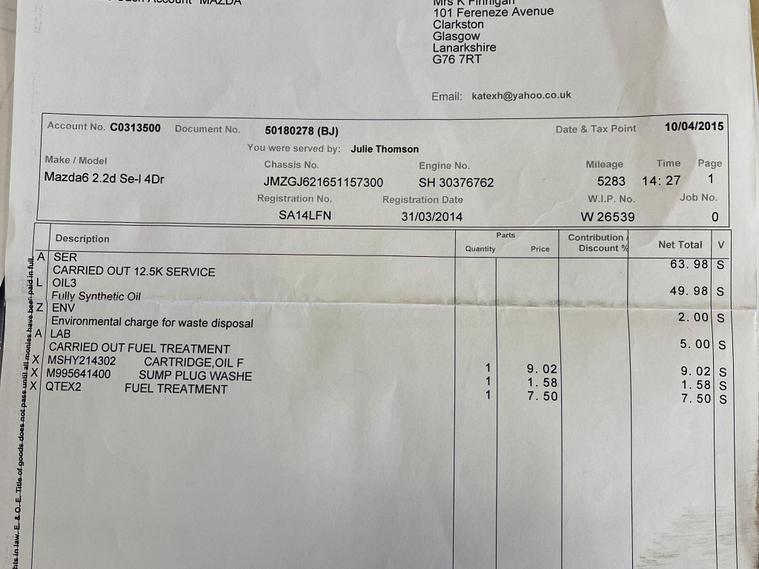 Account MAZDA
Mrs K Finnigan
101 Fereneze Avenue
Clarkston
Glasgow
Lanarkshire
G76 7RT
Email: katexh@yahoo.co.uk
Account No. C0313500 Document No. 50180278 (BJ) Date & Tax Point 10/04/2015
You were served by: Julie Thomson
Make / Model Chassis No. Engine No. Mileage Time Page
Mazda6 2.2d Se-l 4Dr JMZGJ621651157300 SH 30376762 5283 14: 27 1
Registration No. Registration Date W.I.P. No. Job No.
SA14LFN 31/03/2014 W 26539 0
Description Parts Contribution / Net Total V
Quantity Price Discount %
A SER 63. 98 S
CARRIED OUT 12.5K SERVICE
L OIL3 49. 98 S
Fully Synthetic Oil
Z ENV 2. 00 S
Environmental charge for waste disposal
A LAB 5. 00 S
CARRIED OUT FUEL TREATMENT
X MSHY214302 CARTRIDGE,OIL F 1 9. 02 9. 02 S
X M995641400 SUMP PLUG WASHE 1 1. 58 1. 58 S
X QTEX2 FUEL TREATMENT 1 7. 50 7. 50 S
in law. E. & O. E. Title of goods does not pass until all monies have been paid in full.